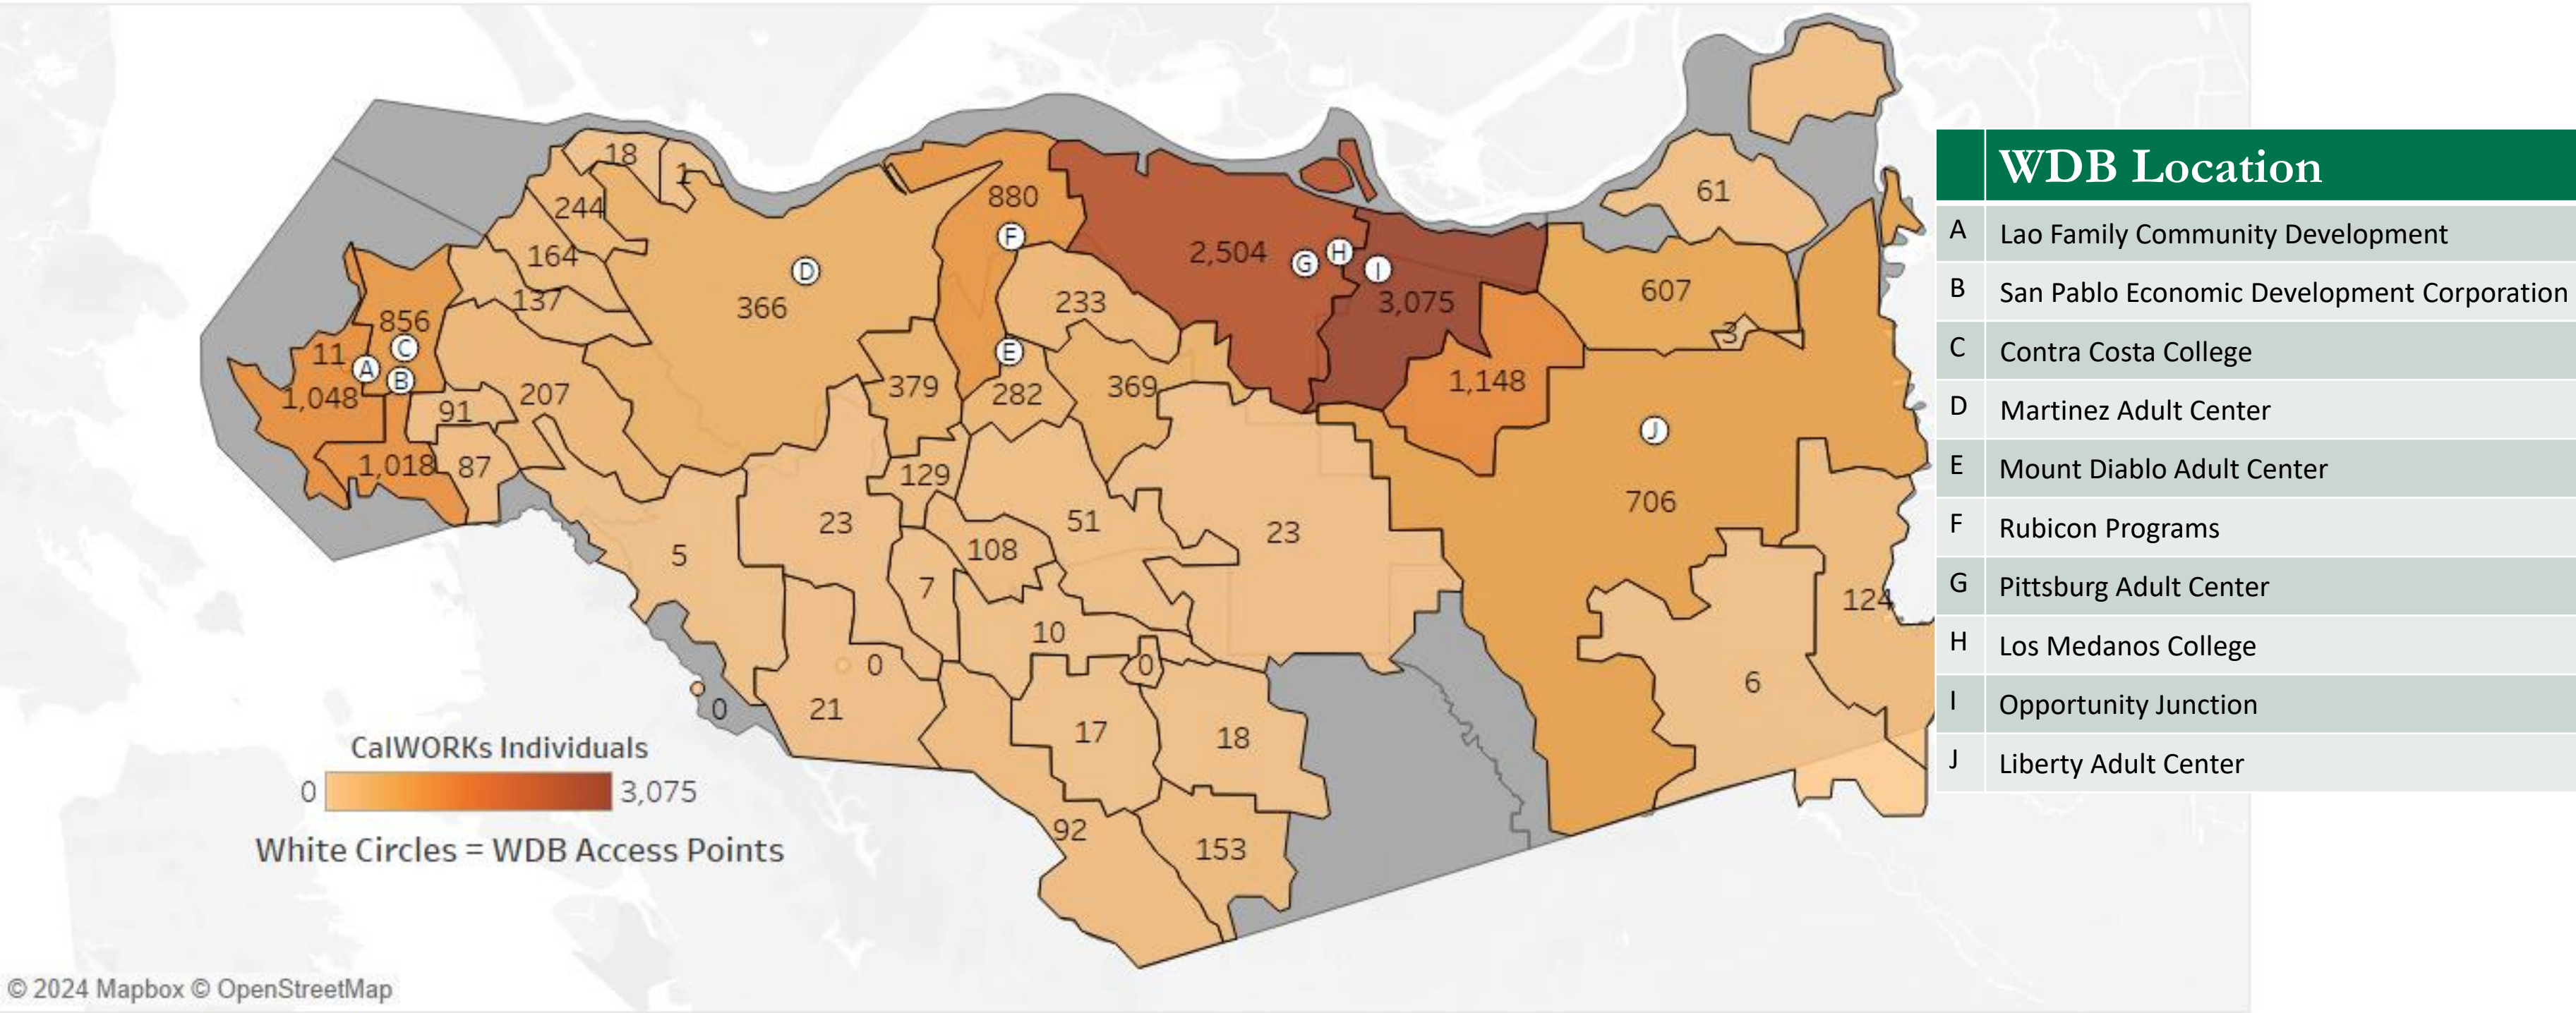 18
1
244
164
137
856
C
11
A
B
1,048
91
207
1,018
87
D
366
880
F
E
233
379
282
369
2,504
G
H
I
3,075
1,148
61
607
3
J
706
124
6
129
23
108
51
23
5
7
10
0
0
21
0
17
18
92
153
CalWORKs Individuals
0 3,075
White Circles = WDB Access Points
© 2024 Mapbox © OpenStreetMap
WDB Location
A Lao Family Community Development
B San Pablo Economic Development Corporation
C Contra Costa College
D Martinez Adult Center
E Mount Diablo Adult Center
F Rubicon Programs
G Pittsburg Adult Center
H Los Medanos College
I Opportunity Junction
J Liberty Adult Center